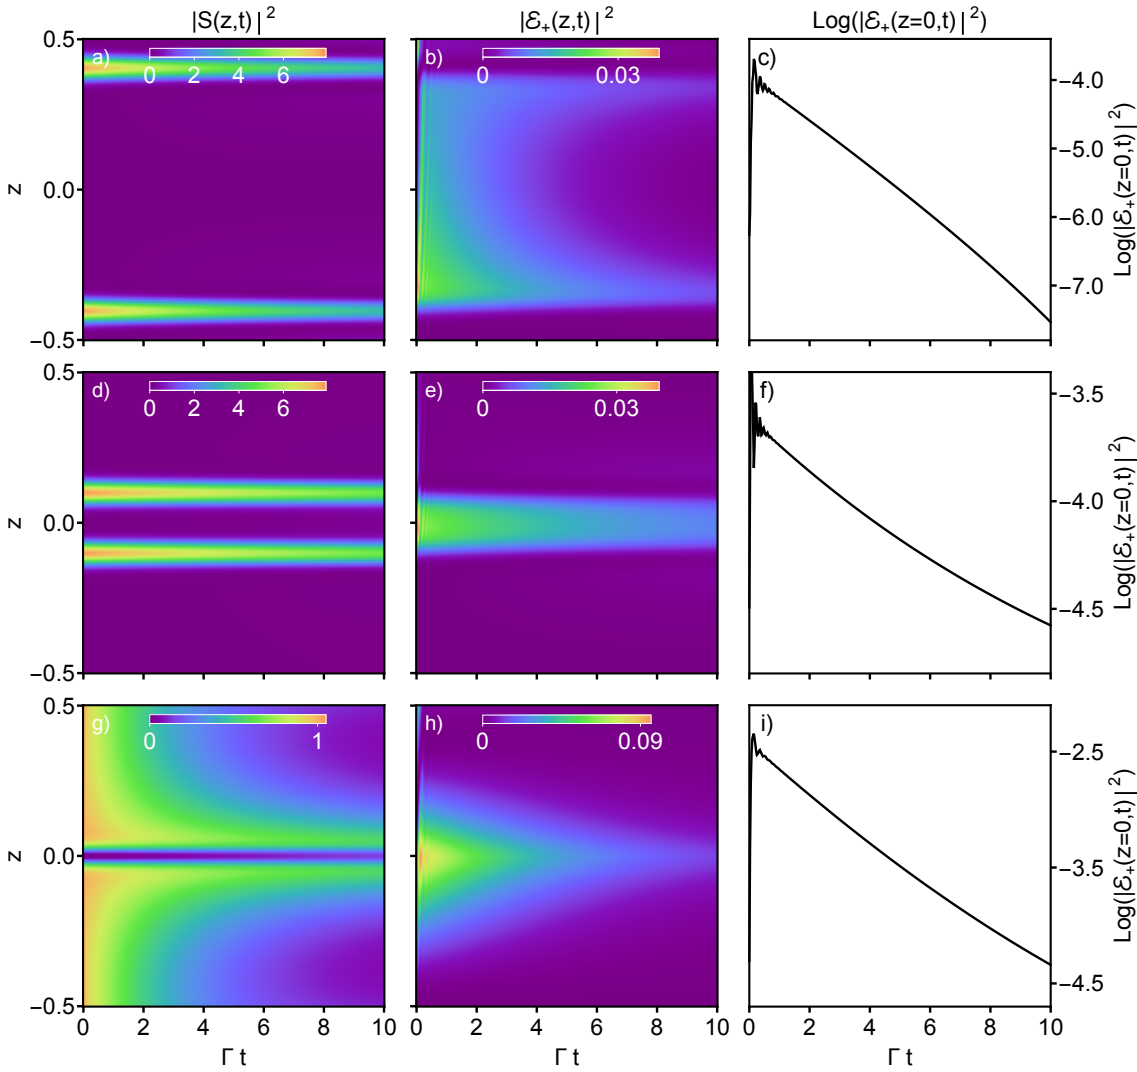 |S(z,t)|² |ℰ₊(z,t)|² Log(|ℰ₊(z=0,t)|²)
0.5 a) 0 2 4 6 b) 0 0.03 c) −4.0
z 0.0 −5.0 Log(|ℰ₊(z=0,t)|²)
−6.0
−7.0
−0.5
0.5 d) 0 2 4 6 e) 0 0.03 f) −3.5
z 0.0 −4.0 Log(|ℰ₊(z=0,t)|²)
−4.5
−0.5
0.5 g) 0 1 h) 0 0.09 i) −2.5
z 0.0 −3.5 Log(|ℰ₊(z=0,t)|²)
−4.5
−0.5
0 2 4 6 8 10 0 2 4 6 8 10 0 2 4 6 8 10
Γ t Γ t Γ t